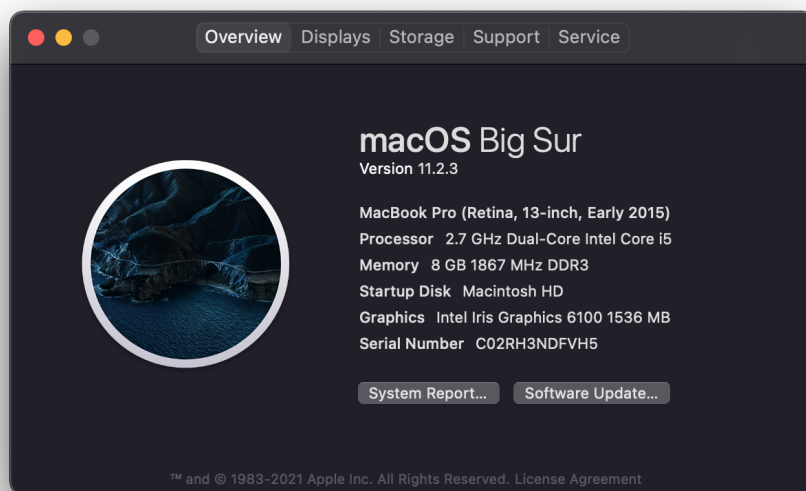 Overview Displays Storage Support Service
macOS Big Sur
Version 11.2.3
MacBook Pro (Retina, 13-inch, Early 2015)
Processor 2.7 GHz Dual-Core Intel Core i5
Memory 8 GB 1867 MHz DDR3
Startup Disk Macintosh HD
Graphics Intel Iris Graphics 6100 1536 MB
Serial Number C02RH3NDFVH5
System Report... Software Update...
™ and © 1983-2021 Apple Inc. All Rights Reserved. License Agreement